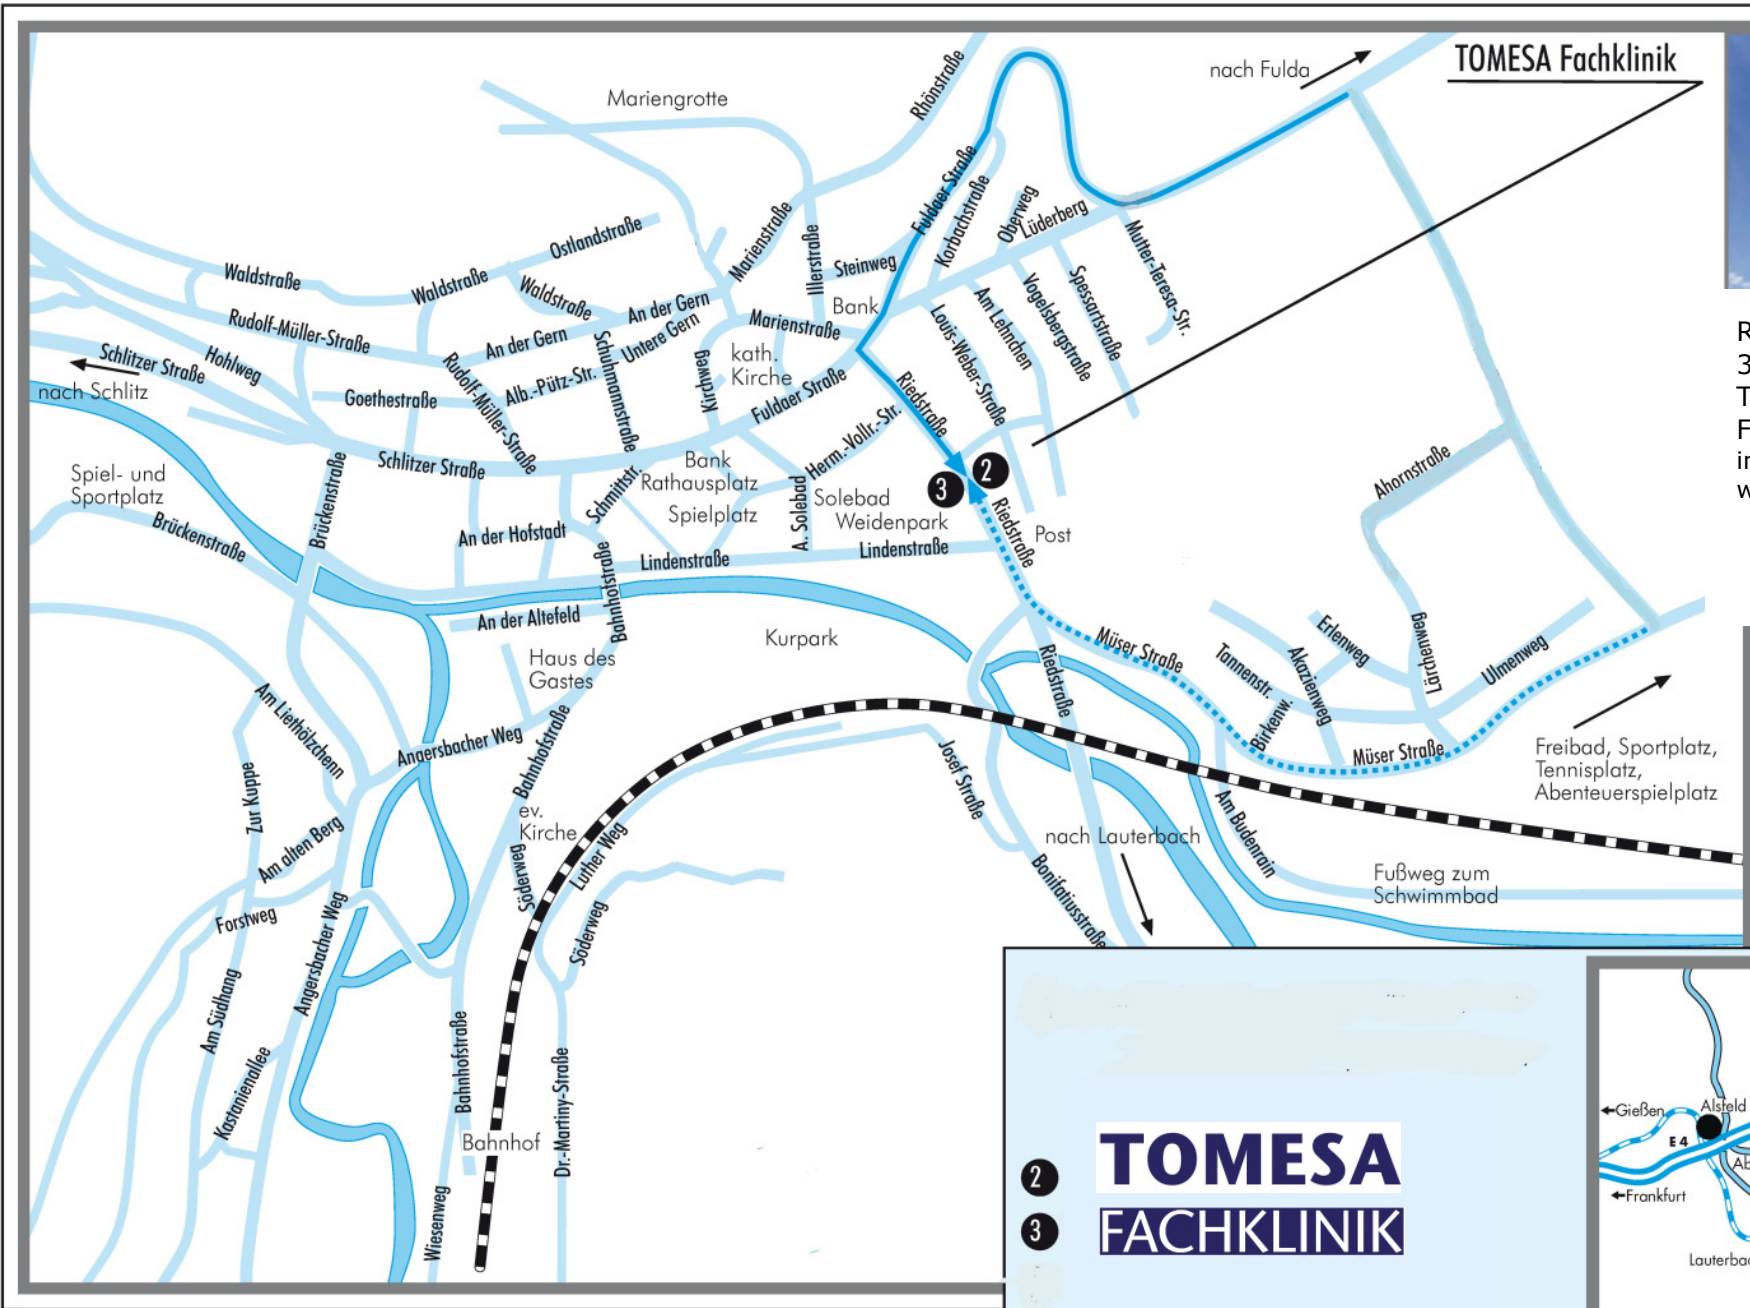 TOMESA Fachklinik
nach Fulda
Mariengrotte
Rhönstraße
Fuldaer Straße
Korbachstraße
Oberweg
Lüderberg
Mutter-Teresa-Str.
Marienstraße
Illerstraße
Steinweg
Bank
Ostlandstraße
Waldstraße
Waldstraße
Waldstraße
An der Gern
An der Gern
Untere Gern
Marienstraße
Rudolf-Müller-Straße
Schlitzer Straße
Hohlweg
nach Schlitz
Goethestraße
Rudolf-Müller-Straße
Alb.-Pütz-Str.
Schuhmannstraße
Kirchweg
kath.
Kirche
Fuldaer Straße
Riedstraße
Louis-Weber-Straße
Am Lehnchen
Vogelsbergstraße
Spessartstraße
Herm.-Vollr.-Str.
Schlitzer Straße
Bank
Rathausplatz
Spielplatz
Schmittstr.
A. Solebad
Solebad
Weidenpark
3
2
Riedstraße
Post
Ahornstraße
Spiel- und
Sportplatz
Brückenstraße
Brückenstraße
An der Hofstadt
Lindenstraße
Lindenstraße
An der Altefeld
Bahnhofstraße
Kurpark
Haus des
Gastes
Riedstraße
Müser Straße
Tannenstr.
Birkenw.
Akazienweg
Erlenweg
Lärchenweg
Ulmenweg
Müser Straße
Freibad, Sportplatz,
Tennisplatz,
Abenteuerspielplatz
Am Liethölzchenn
Angersbacher Weg
Bahnhofstraße
Zur Kuppe
Am alten Berg
ev.
Kirche
Söderweg
Luther Weg
Josef Straße
nach Lauterbach
Bonifatiusstraße
Am Budenrain
Fußweg zum
Schwimmbad
Forstweg
Angersbacher Weg
Söderweg
Am Südhang
Kastanienallee
Bahnhofstraße
Dr.-Martiny-Straße
Bahnhof
Wiesenweg
2
TOMESA
3
FACHKLINIK
Gießen
Alsfeld
E 4
Frankfurt